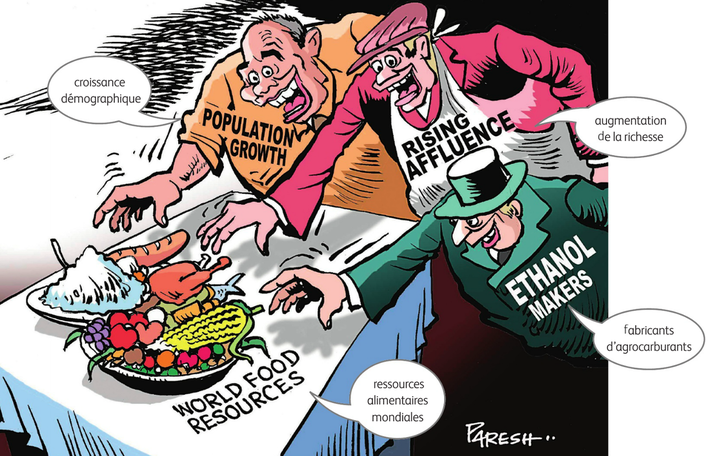 croissance
démographique
POPULATION
GROWTH
RISING
AFFLUENCE
augmentation
de la richesse
ETHANOL
MAKERS
fabricants
d'agrocarburants
WORLD FOOD
RESOURCES
ressources
alimentaires
mondiales
PARESH..